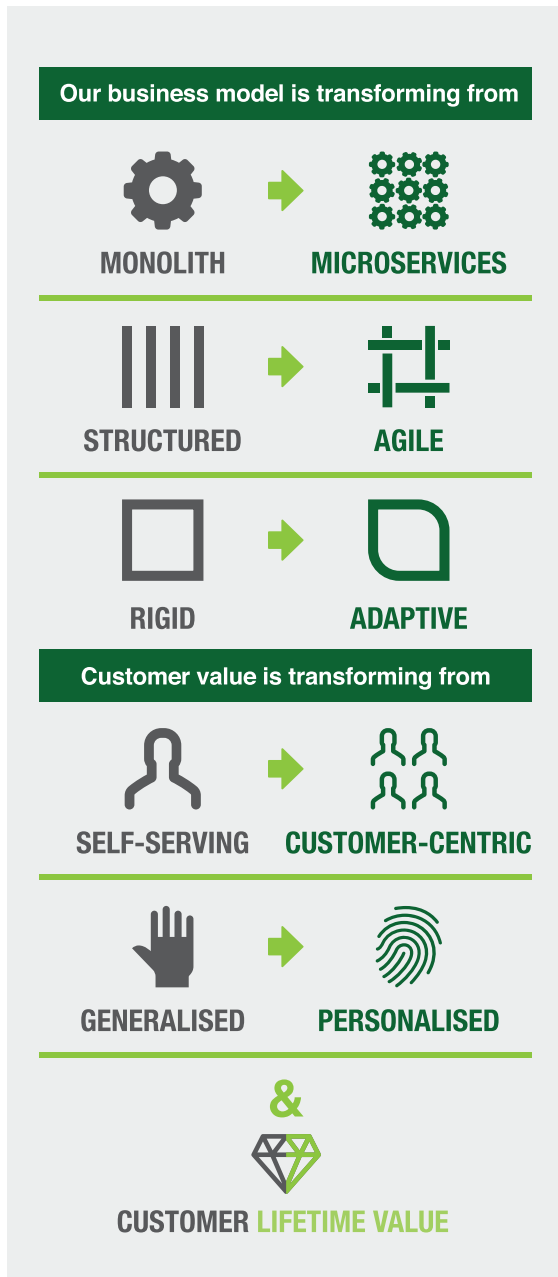 Our business model is transforming from
MONOLITH MICROSERVICES
STRUCTURED AGILE
RIGID ADAPTIVE
Customer value is transforming from
SELF-SERVING CUSTOMER-CENTRIC
GENERALISED PERSONALISED
&
CUSTOMER LIFETIME VALUE